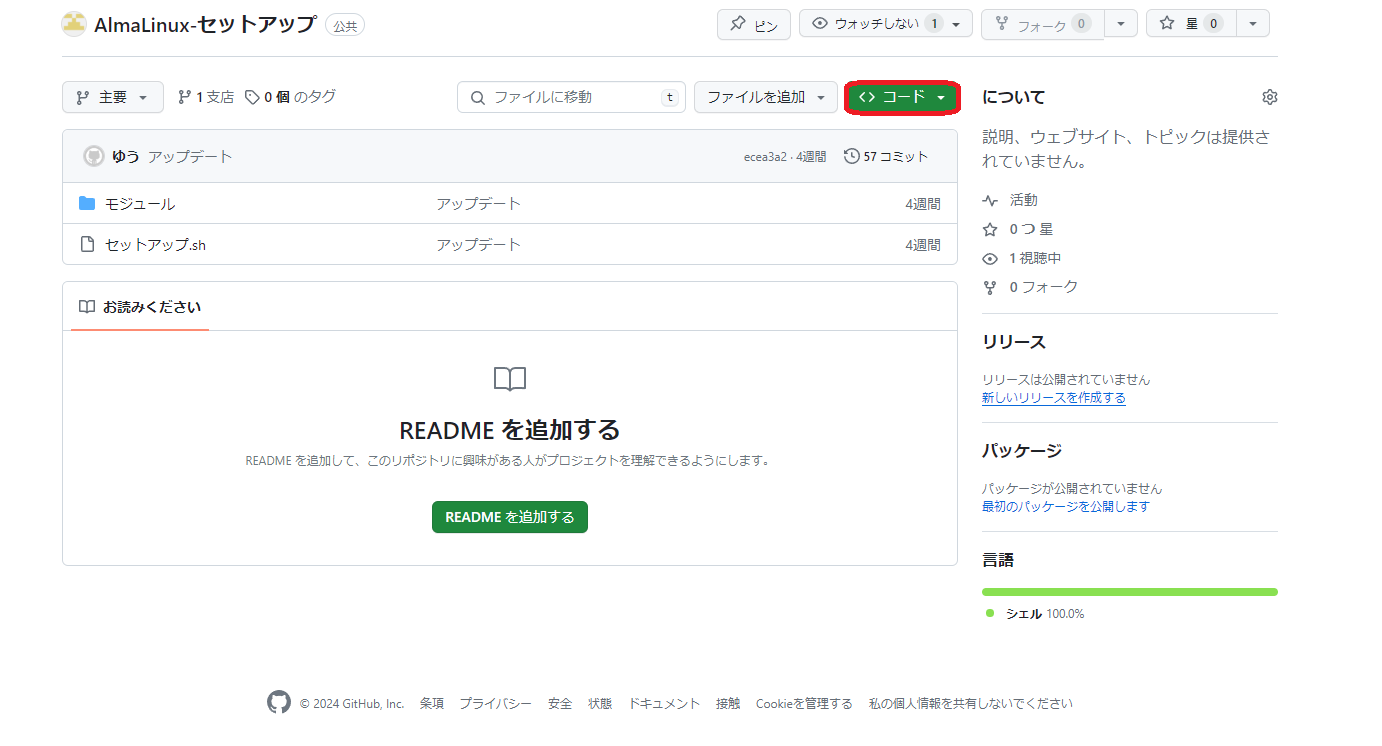 AlmaLinux-セットアップ 公共
ピン
ウォッチしない 1
フォーク 0
星 0
主要
1 支店
0 個 のタグ
ファイルに移動 t
ファイルを追加
<> コード
ゆう アップデート
ecea3a2 · 4週間
57 コミット
モジュール アップデート 4週間
セットアップ.sh アップデート 4週間
お読みください
README を追加する
README を追加して、このリポジトリに興味がある人がプロジェクトを理解できるようにします。
README を追加する
について
説明、ウェブサイト、トピックは提供さ
れていません。
活動
0 つ 星
1 視聴中
0 フォーク
リリース
リリースは公開されていません
新しいリリースを作成する
パッケージ
パッケージが公開されていません
最初のパッケージを公開します
言語
シェル 100.0%
© 2024 GitHub, Inc. 条項 プライバシー 安全 状態 ドキュメント 接触 Cookieを管理する 私の個人情報を共有しないでください